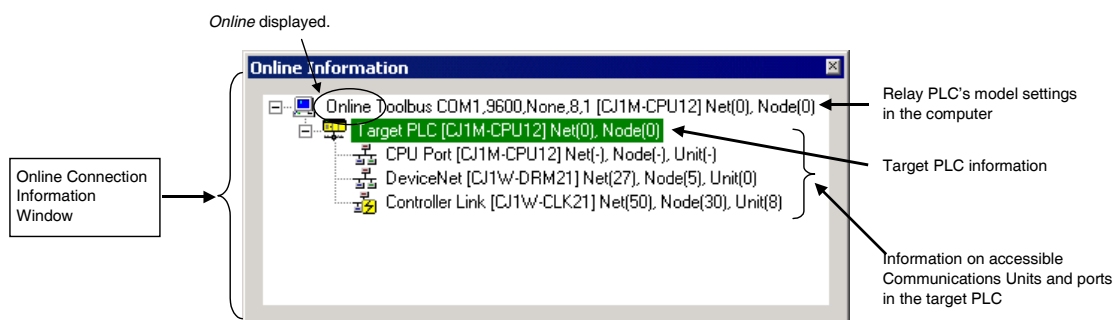 Online displayed.
Online Information
Online Toolbus COM1,9600,None,8,1 [CJ1M-CPU12] Net(0), Node(0)
Target PLC [CJ1M-CPU12] Net(0), Node(0)
CPU Port [CJ1M-CPU12] Net(-), Node(-), Unit(-)
DeviceNet [CJ1W-DRM21] Net(27), Node(5), Unit(0)
Controller Link [CJ1W-CLK21] Net(50), Node(30), Unit(8)
Online Connection
Information
Window
Relay PLC's model settings
in the computer
Target PLC information
Information on accessible
Communications Units and ports
in the target PLC